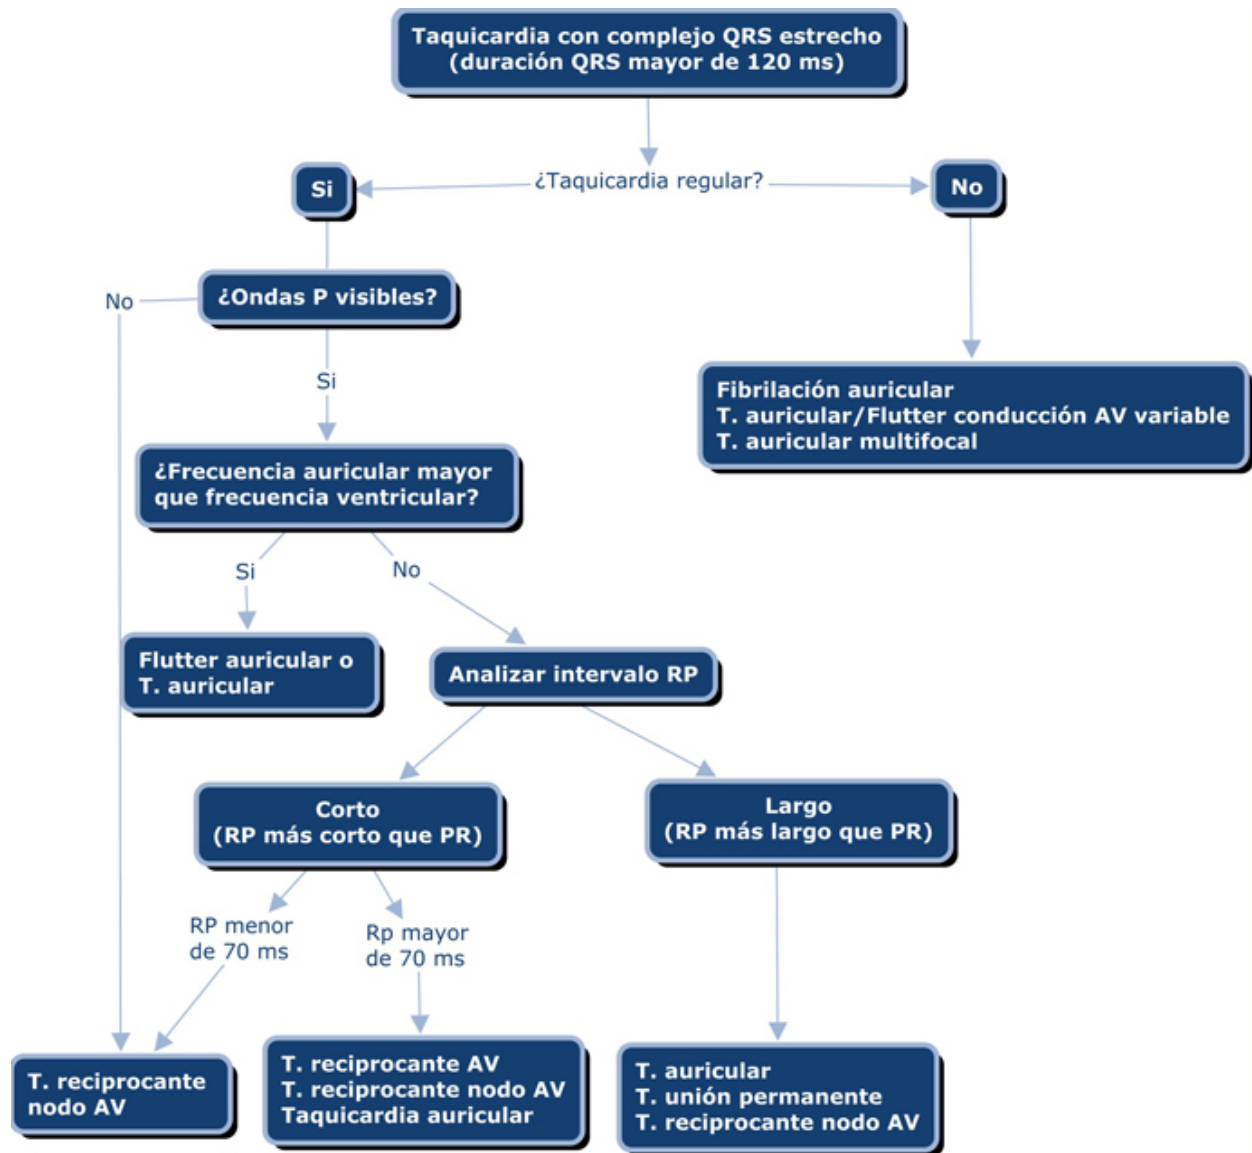 Taquicardia con complejo QRS estrecho
(duración QRS mayor de 120 ms)
¿Taquicardia regular?
Si
No
¿Ondas P visibles?
No
Si
Fibrilación auricular
T. auricular/Flutter conducción AV variable
T. auricular multifocal
¿Frecuencia auricular mayor
que frecuencia ventricular?
Si
No
Flutter auricular o
T. auricular
Analizar intervalo RP
Corto
(RP más corto que PR)
Largo
(RP más largo que PR)
RP menor
de 70 ms
Rp mayor
de 70 ms
T. reciprocante
nodo AV
T. reciprocante AV
T. reciprocante nodo AV
Taquicardia auricular
T. auricular
T. unión permanente
T. reciprocante nodo AV